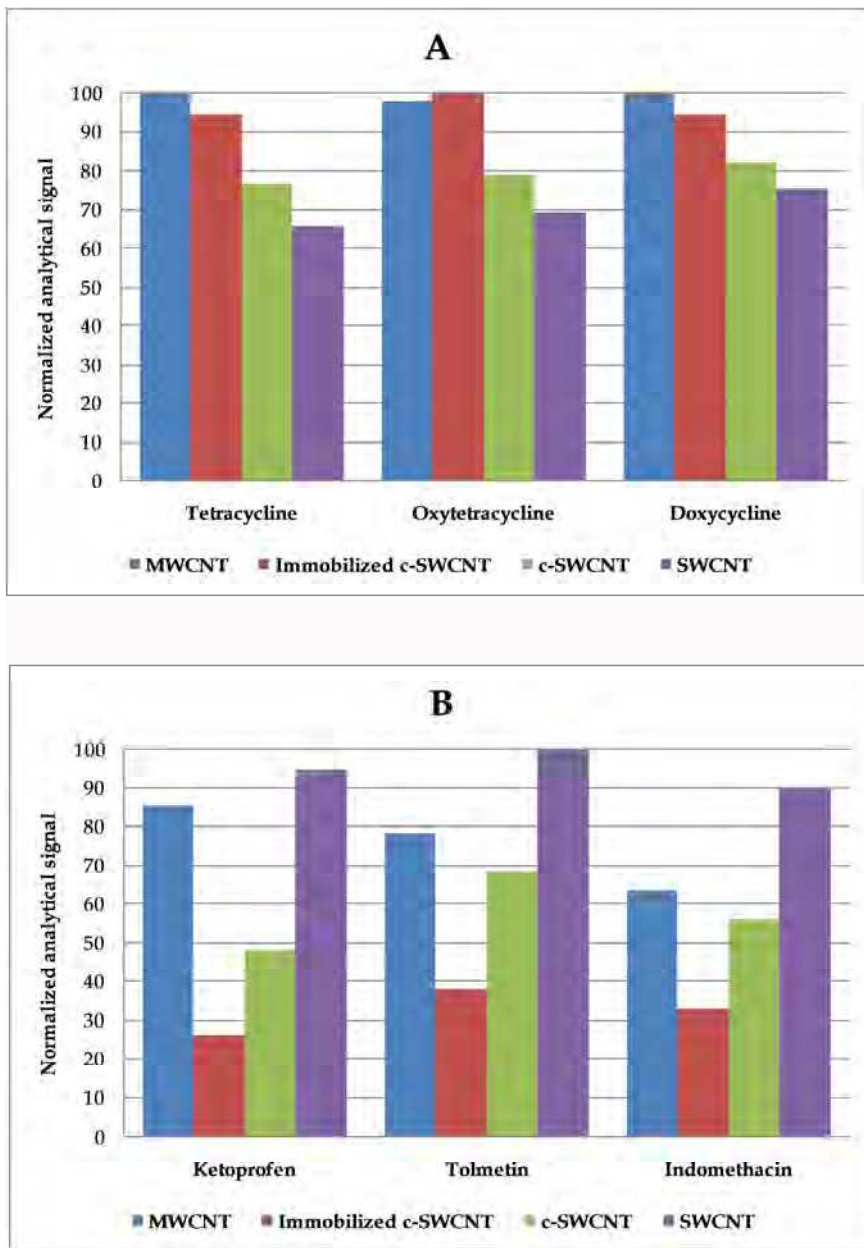 A
Normalized analytical signal
100
90
80
70
60
50
40
30
20
10
0
Tetracycline Oxytetracycline Doxycycline
MWCNT Immobilized c-SWCNT c-SWCNT SWCNT
B
Normalized analytical signal
100
90
80
70
60
50
40
30
20
10
0
Ketoprofen Tolmetin Indomethacin
MWCNT Immobilized c-SWCNT c-SWCNT SWCNT